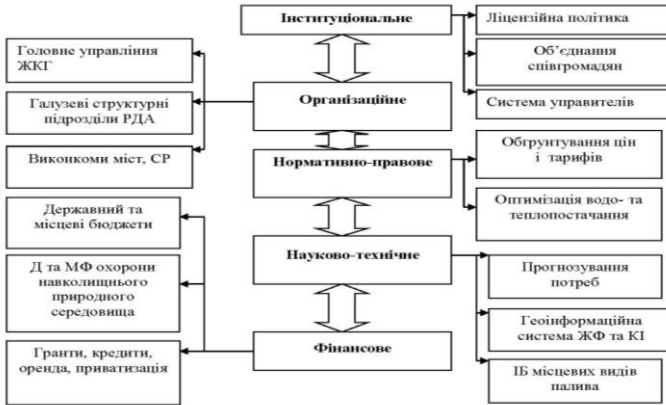 Інституціональне
Ліцензійна політика
Головне управління
ЖКГ
Об’єднання
співгромадян
Організаційне
Галузеві структурні
підрозділи РДА
Система управителів
Виконкоми міст, СР
Нормативно-правове
Обгрунтування цін
і тарифів
Державний та
місцеві бюджети
Оптимізація водо- та
теплопостачання
Науково-технічне
Д та МФ охорони
навколишнього
природного
середовища
Прогнозування
потреб
Геоінформаційна
система ЖФ та КІ
Фінансове
Гранти, кредити,
оренда, приватизація
ІБ місцевих видів
палива